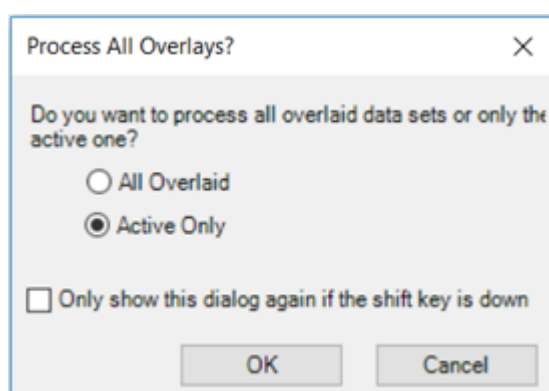 Process All Overlays?
Do you want to process all overlaid data sets or only the
active one?
All Overlaid
Active Only
Only show this dialog again if the shift key is down
OK Cancel